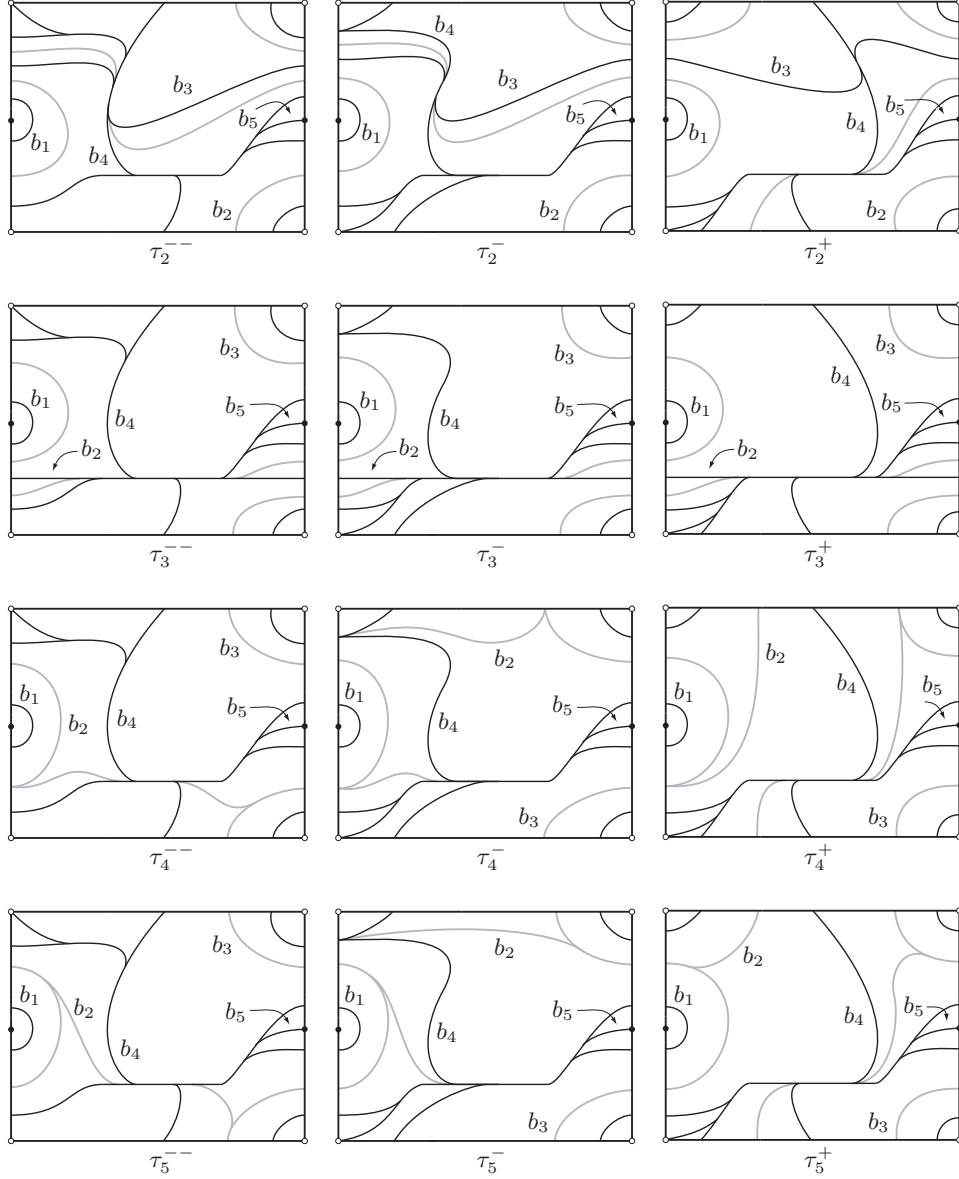 b₃ b₁ b₅ b₄ b₂
τ₂⁻⁻
b₄ b₃ b₅ b₁ b₂
τ₂⁻
b₃ b₅ b₁ b₄ b₂
τ₂⁺
b₃ b₁ b₅ b₄ b₂
τ₃⁻⁻
b₃ b₁ b₅ b₄ b₂
τ₃⁻
b₃ b₄ b₁ b₅ b₂
τ₃⁺
b₃ b₁ b₅ b₂ b₄
τ₄⁻⁻
b₂ b₁ b₅ b₄ b₃
τ₄⁻
b₂ b₁ b₄ b₅ b₃
τ₄⁺
b₃ b₁ b₂ b₅ b₄
τ₅⁻⁻
b₂ b₁ b₅ b₄ b₃
τ₅⁻
b₂ b₁ b₅ b₄ b₃
τ₅⁺